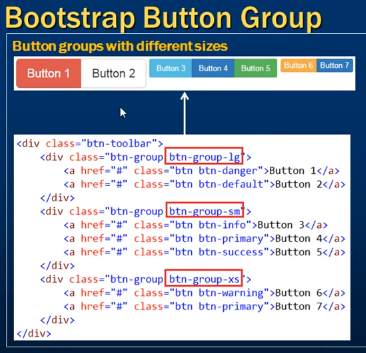 Bootstrap Button Group
Button groups with different sizes
Button 1 Button 2 Button 3 Button 4 Button 5 Button 6 Button 7
<div class="btn-toolbar">
<div class="btn-group btn-group-lg">
<a href="#" class="btn btn-danger">Button 1</a>
<a href="#" class="btn btn-default">Button 2</a>
</div>
<div class="btn-group btn-group-sm">
<a href="#" class="btn btn-info">Button 3</a>
<a href="#" class="btn btn-primary">Button 4</a>
<a href="#" class="btn btn-success">Button 5</a>
</div>
<div class="btn-group btn-group-xs">
<a href="#" class="btn btn-warning">Button 6</a>
<a href="#" class="btn btn-primary">Button 7</a>
</div>
</div>